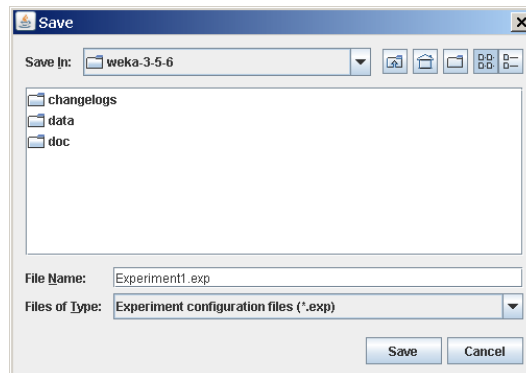 Save
Save In: weka-3-5-6
changelogs
data
doc
File Name: Experiment1.exp
Files of Type: Experiment configuration files (*.exp)
Save Cancel